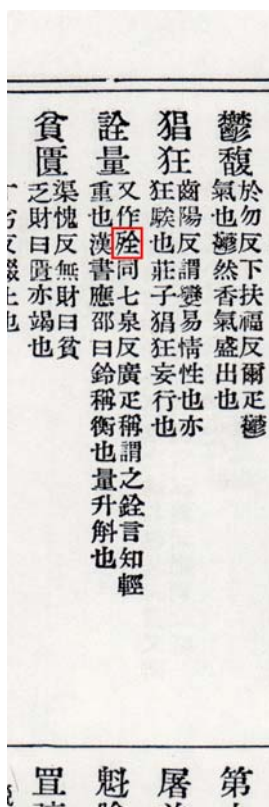 鬱馥
於勿反下扶福反爾疋鬱
氣也鬱然香氣盛出也
猖狂
齒陽反謂變易情性也亦
狂騃也莊子猖狂妄行也
詮量
又作同七泉反廣疋稱謂之銓言知輕
重也漢書應邵曰鈴稱衡也量升斛也
貧匱
渠愧反無財曰貧
乏財曰匱亦竭也
第
屠
魁